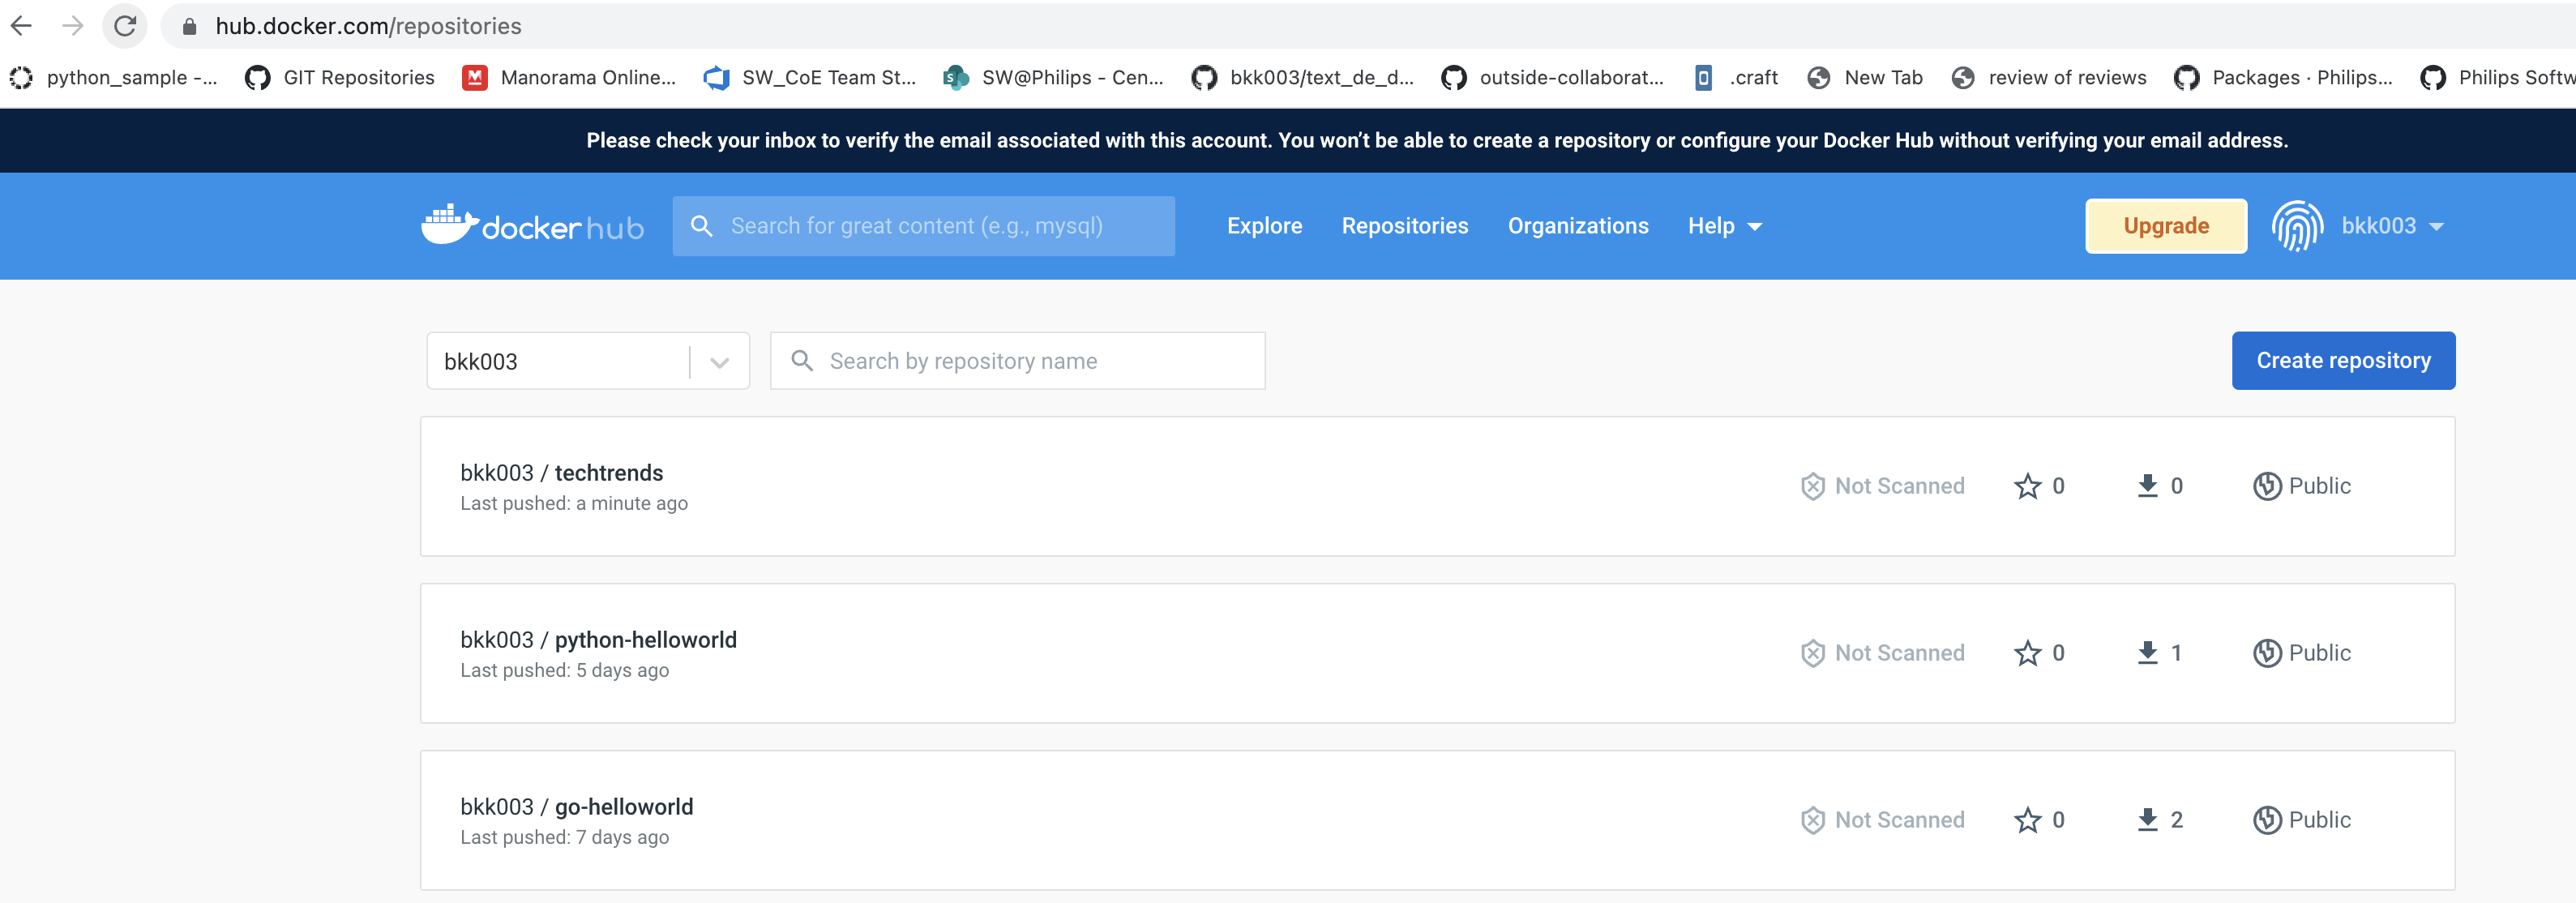 hub.docker.com/repositories
python_sample -... GIT Repositories Manorama Online... SW_CoE Team St... SW@Philips - Cen... bkk003/text_de_d... outside-collaborat... .craft New Tab review of reviews Packages · Philips... Philips Softw
Please check your inbox to verify the email associated with this account. You won’t be able to create a repository or configure your Docker Hub without verifying your email address.
docker hub Search for great content (e.g., mysql) Explore Repositories Organizations Help Upgrade bkk003
bkk003 Search by repository name Create repository
bkk003 / techtrends
Last pushed: a minute ago
Not Scanned 0 0 Public
bkk003 / python-helloworld
Last pushed: 5 days ago
Not Scanned 0 1 Public
bkk003 / go-helloworld
Last pushed: 7 days ago
Not Scanned 0 2 Public